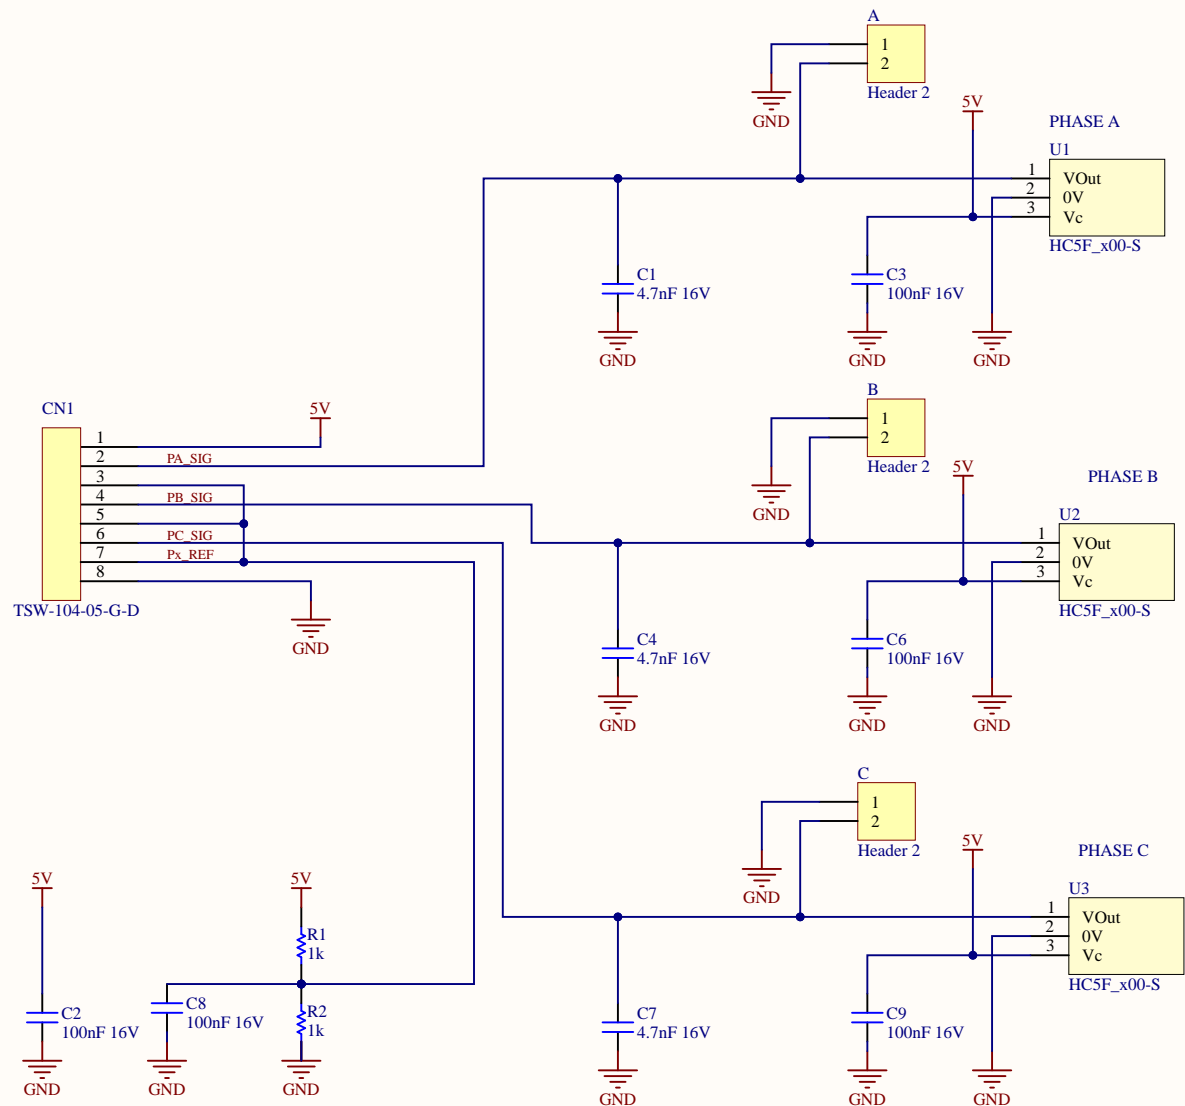 A
1
2
Header 2
GND
5V
PHASE A
U1
1 VOut
2 0V
3 Vc
HC5F_x00-S
C1
4.7nF 16V
GND
C3
100nF 16V
GND
GND
CN1
1
2
3
4
5
6
7
8
TSW-104-05-G-D
5V
PA_SIG
PB_SIG
PC_SIG
Px_REF
GND
B
1
2
Header 2
GND
5V
PHASE B
U2
1 VOut
2 0V
3 Vc
HC5F_x00-S
C4
4.7nF 16V
GND
C6
100nF 16V
GND
GND
C
1
2
Header 2
GND
5V
PHASE C
U3
1 VOut
2 0V
3 Vc
HC5F_x00-S
5V
C2
100nF 16V
GND
C8
100nF 16V
GND
5V
R1
1k
R2
1k
GND
C7
4.7nF 16V
GND
C9
100nF 16V
GND
GND